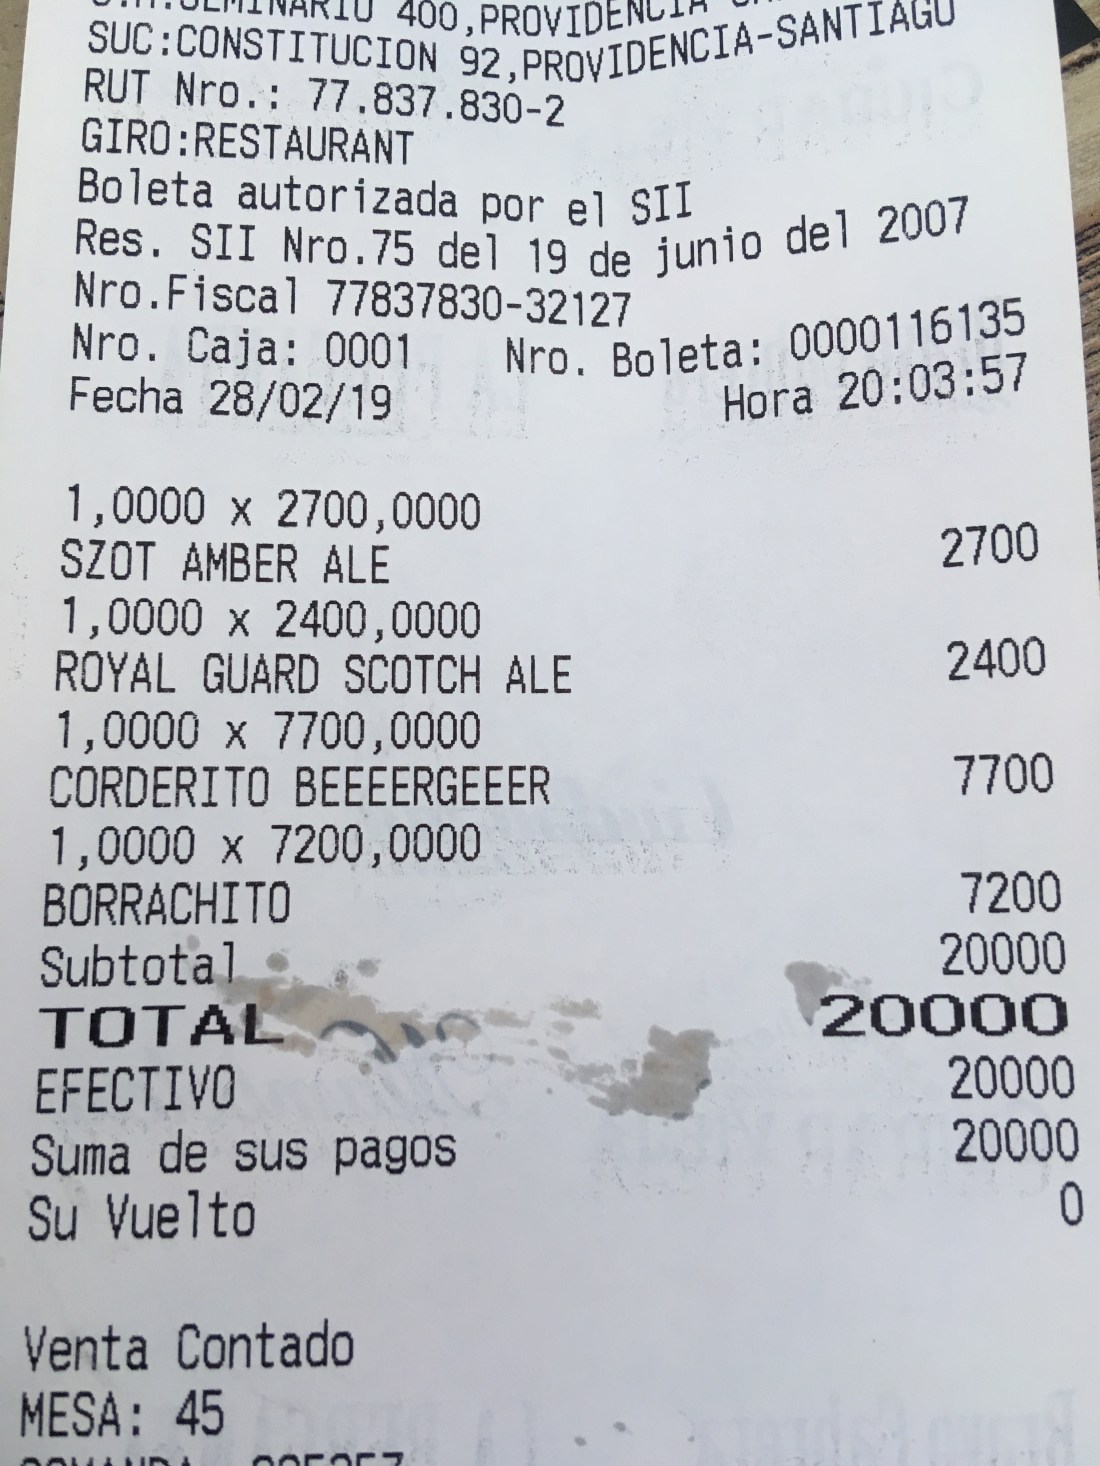 SEMINARIO 400,PROVIDENCIA
SUC:CONSTITUCION 92,PROVIDENCIA-SANTIAGO
RUT Nro.: 77.837.830-2
GIRO:RESTAURANT
Boleta autorizada por el SII
Res. SII Nro.75 del 19 de junio del 2007
Nro.Fiscal 77837830-32127
Nro. Caja: 0001 Nro. Boleta: 0000116135
Fecha 28/02/19 Hora 20:03:57
1,0000 x 2700,0000
SZOT AMBER ALE 2700
1,0000 x 2400,0000
ROYAL GUARD SCOTCH ALE 2400
1,0000 x 7700,0000
CORDERITO BEEEERGEEER 7700
1,0000 x 7200,0000
BORRACHITO 7200
Subtotal 20000
TOTAL 20000
EFECTIVO 20000
Suma de sus pagos 20000
Su Vuelto 0
Venta Contado
MESA: 45